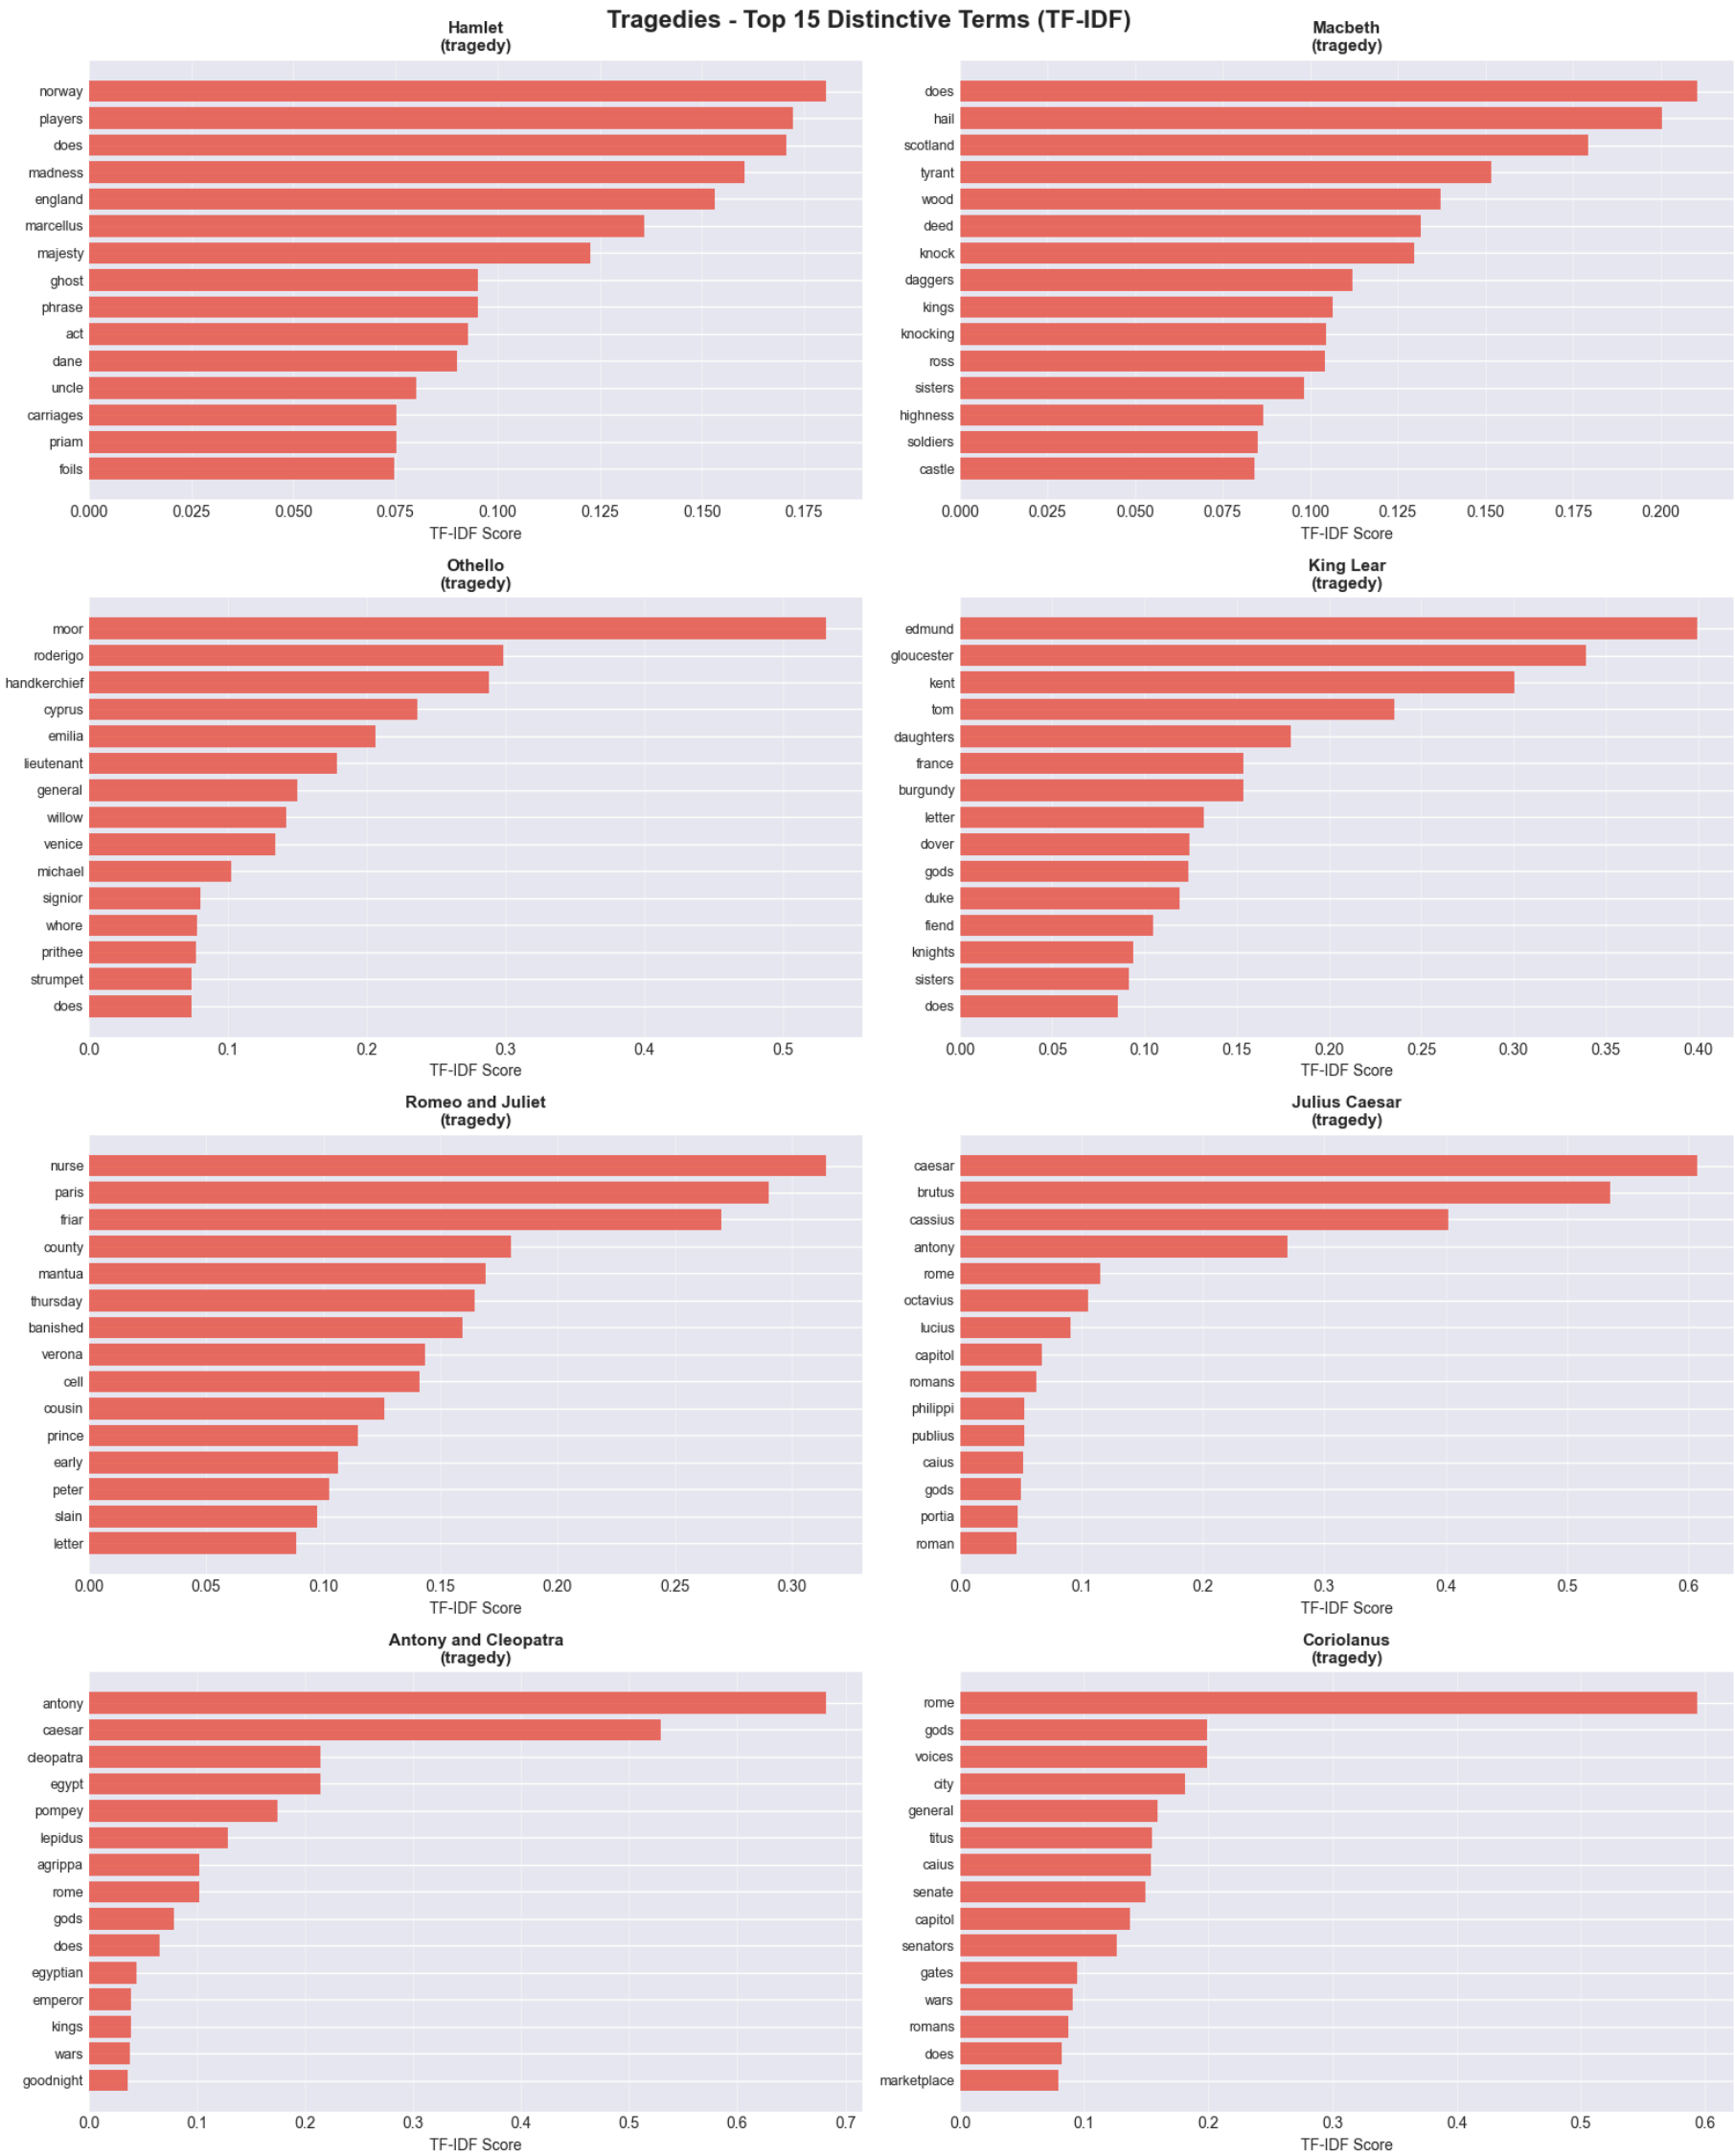 Tragedies - Top 15 Distinctive Terms (TF-IDF)
Hamlet
(tragedy)
norway
players
does
madness
england
marcellus
majesty
ghost
phrase
act
dane
uncle
carriages
priam
foils
0.000 0.025 0.050 0.075 0.100 0.125 0.150 0.175
TF-IDF Score
Macbeth
(tragedy)
does
hail
scotland
tyrant
wood
deed
knock
daggers
kings
knocking
ross
sisters
highness
soldiers
castle
0.000 0.025 0.050 0.075 0.100 0.125 0.150 0.175 0.200
TF-IDF Score
Othello
(tragedy)
moor
roderigo
handkerchief
cyprus
emilia
lieutenant
general
willow
venice
michael
signior
whore
prithee
strumpet
does
0.0 0.1 0.2 0.3 0.4 0.5
TF-IDF Score
King Lear
(tragedy)
edmund
gloucester
kent
tom
daughters
france
burgundy
letter
dover
gods
duke
fiend
knights
sisters
does
0.00 0.05 0.10 0.15 0.20 0.25 0.30 0.35 0.40
TF-IDF Score
Romeo and Juliet
(tragedy)
nurse
paris
friar
county
mantua
thursday
banished
verona
cell
cousin
prince
early
peter
slain
letter
0.00 0.05 0.10 0.15 0.20 0.25 0.30
TF-IDF Score
Julius Caesar
(tragedy)
caesar
brutus
cassius
antony
rome
octavius
lucius
capitol
romans
philippi
publius
caius
gods
portia
roman
0.0 0.1 0.2 0.3 0.4 0.5 0.6
TF-IDF Score
Antony and Cleopatra
(tragedy)
antony
caesar
cleopatra
egypt
pompey
lepidus
agrippa
rome
gods
does
egyptian
emperor
kings
wars
goodnight
0.0 0.1 0.2 0.3 0.4 0.5 0.6 0.7
TF-IDF Score
Coriolanus
(tragedy)
rome
gods
voices
city
general
titus
caius
senate
capitol
senators
gates
wars
romans
does
marketplace
0.0 0.1 0.2 0.3 0.4 0.5 0.6
TF-IDF Score